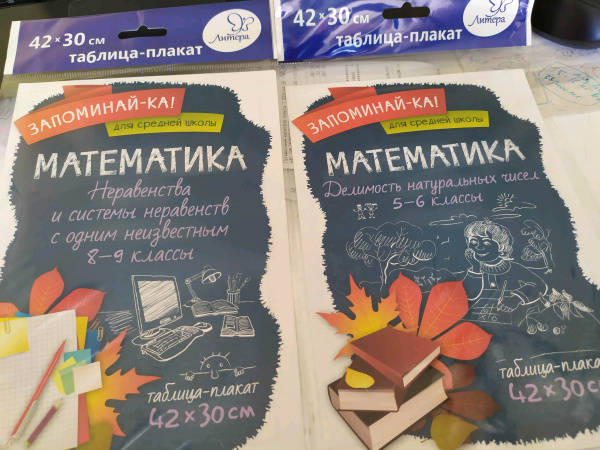 42×30 см
таблица-плакат
Литера
ЗАПОМИНАЙ-КА!
для средней школы
МАТЕМАТИКА
Неравенства
и системы неравенств
с одним неизвестным
8–9 классы
таблица-плакат
42×30 см
42×30 см
таблица-плакат
Литера
ЗАПОМИНАЙ-КА!
для средней школы
МАТЕМАТИКА
Делимость натуральных чисел
5–6 классы
таблица-плакат
42×30 см